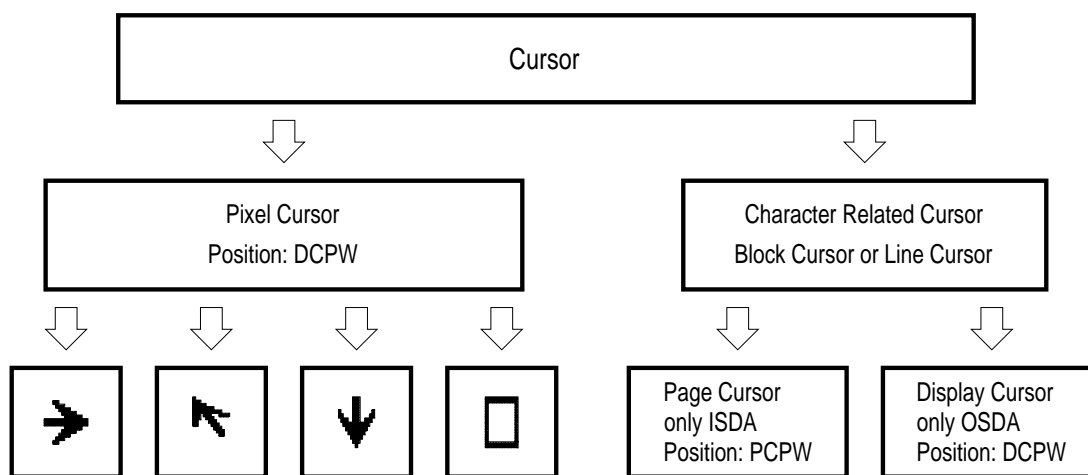 Cursor
Pixel Cursor
Position: DCPW
Character Related Cursor
Block Cursor or Line Cursor
Page Cursor
only ISDA
Position: PCPW
Display Cursor
only OSDA
Position: DCPW